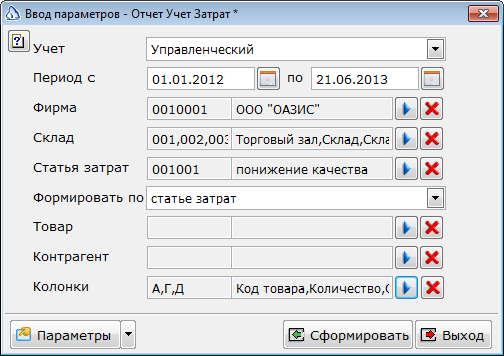 Ввод параметров - Отчет Учет Затрат *
Учет Управленческий
Период с 01.01.2012 по 21.06.2013
Фирма 0010001 ООО "ОАЗИС"
Склад 001,002,003 Торговый зал,Склад,Скла
Статья затрат 001001 понижение качества
Формировать по статье затрат
Товар
Контрагент
Колонки А,Г,Д Код товара,Количество,С
Параметры Сформировать Выход